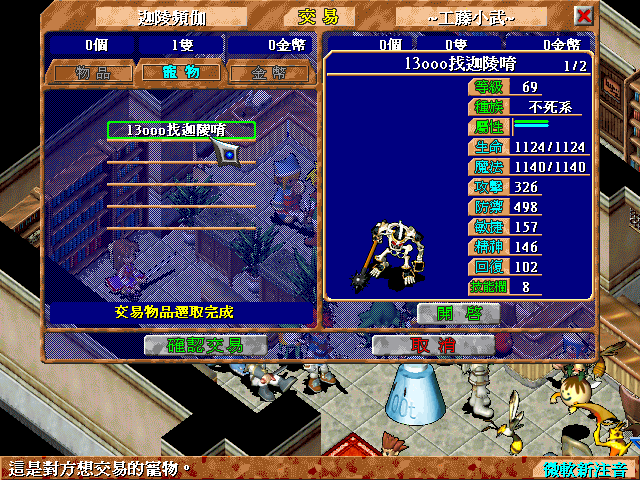 迦陵頻伽 交易 ~工藤小武~
0個 1隻 0金幣 0個 0隻 0金幣
物品 寵物 金幣
13ooo找迦陵唷
交易物品選取完成
確認交易
13ooo找迦陵唷 1/2
等級 69
種族 不死系
屬性
生命 1124/1124
魔法 1140/1140
攻擊 326
防禦 498
敏捷 157
精神 146
回復 102
技能欄 8
開啓
取消
100t
這是對方想交易的寵物。 微軟新注音